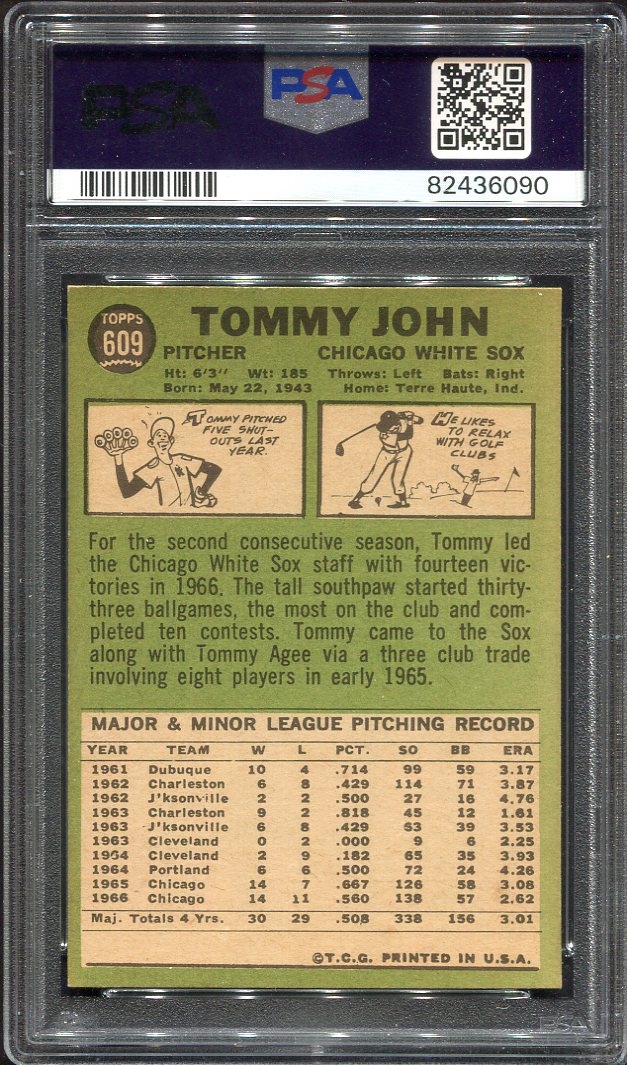 PSA
PSA
82436090
TOPPS
609
TOMMY JOHN
PITCHER CHICAGO WHITE SOX
Ht: 6'3" Wt: 185 Throws: Left Bats: Right
Born: May 22, 1943 Home: Terre Haute, Ind.
TOMMY PITCHED
FIVE SHUT-
OUTS LAST
YEAR.
HE LIKES
TO RELAX
WITH GOLF
CLUBS
For the second consecutive season, Tommy led
the Chicago White Sox staff with fourteen vic-
tories in 1966. The tall southpaw started thirty-
three ballgames, the most on the club and com-
pleted ten contests. Tommy came to the Sox
along with Tommy Agee via a three club trade
involving eight players in early 1965.
MAJOR & MINOR LEAGUE PITCHING RECORD
YEAR TEAM W L PCT. SO BB ERA
1961 Dubuque 10 4 .714 99 59 3.17
1962 Charleston 6 8 .429 114 71 3.87
1962 J'ksonville 2 2 .500 27 16 4.76
1963 Charleston 9 2 .818 45 12 1.61
1963 J'ksonville 6 8 .429 53 39 3.53
1963 Cleveland 0 2 .000 9 6 2.25
1954 Cleveland 2 9 .182 65 35 3.93
1964 Portland 6 6 .500 72 24 4.26
1965 Chicago 14 7 .667 126 58 3.08
1966 Chicago 14 11 .560 138 57 2.62
Maj. Totals 4 Yrs. 30 29 .508 338 156 3.01
©T.C.G. PRINTED IN U.S.A.
PSA